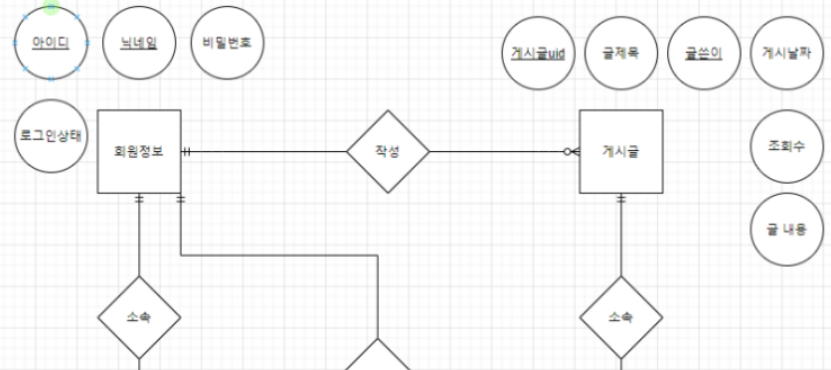 아이디
닉네임
비밀번호
게시글uid
글제목
글쓴이
게시날짜
로그인상태
회원정보
작성
게시글
조회수
글 내용
소속
소속